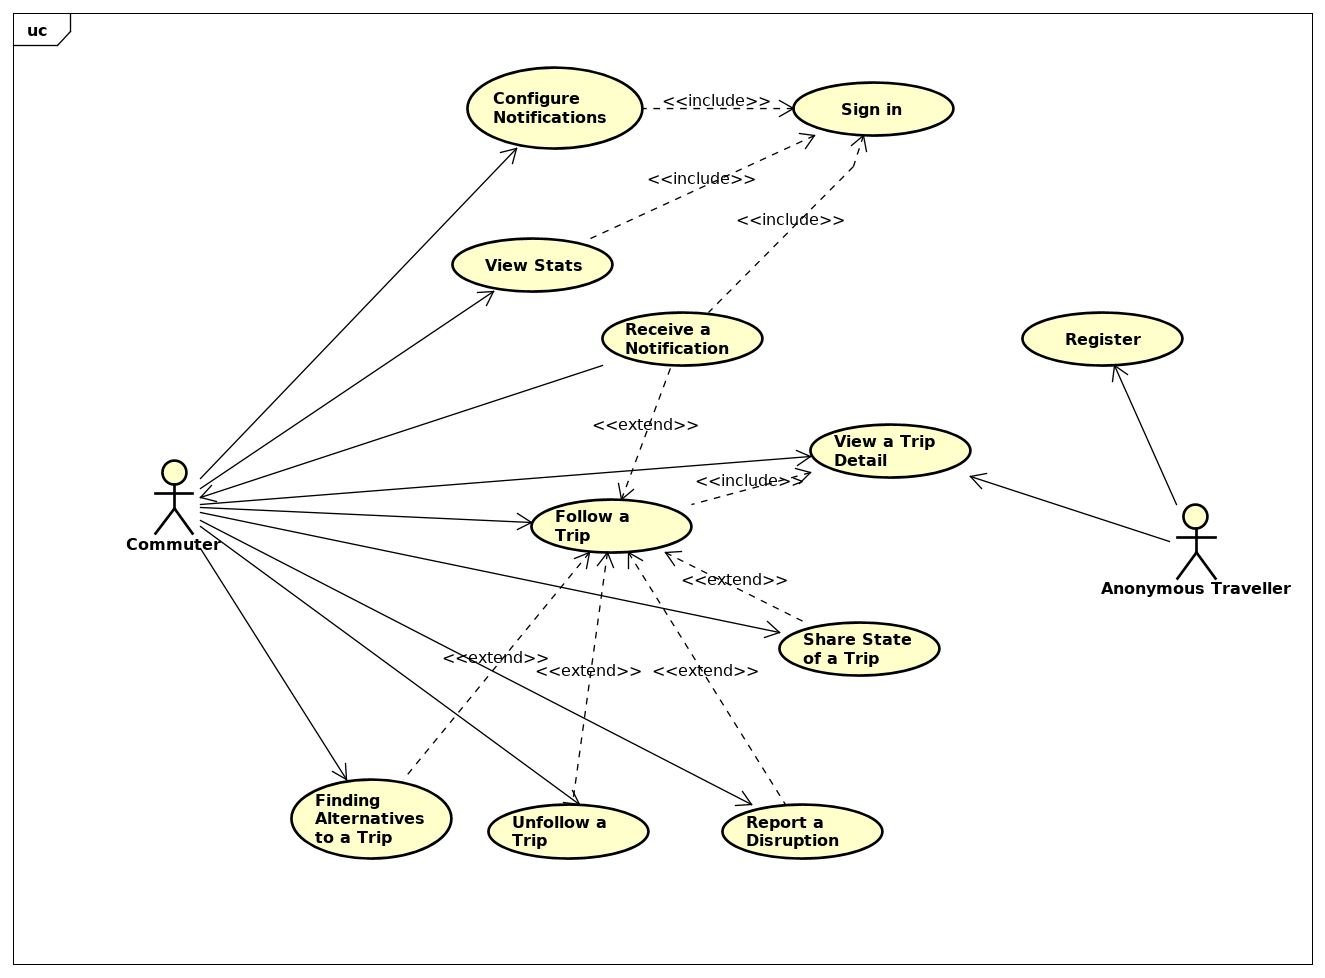 uc
Configure
Notifications
<<include>>
Sign in
<<include>>
<<include>>
View Stats
Receive a
Notification
Register
<<extend>>
View a Trip
Detail
<<include>>
Follow a
Trip
Commuter
Anonymous Traveller
<<extend>>
Share State
of a Trip
<<extend>>
<<extend>>
<<extend>>
Finding
Alternatives
to a Trip
Unfollow a
Trip
Report a
Disruption